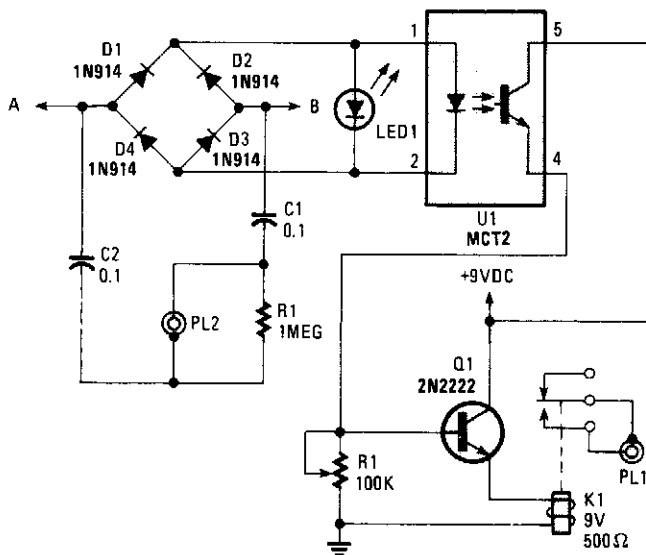 D1
1N914
D2
1N914
A
B
D4
1N914
D3
1N914
LED1
1
5
2
4
U1
MCT2
C1
0.1
C2
0.1
PL2
R1
1MEG
+9VDC
Q1
2N2222
R1
100K
PL1
K1
9V
500Ω